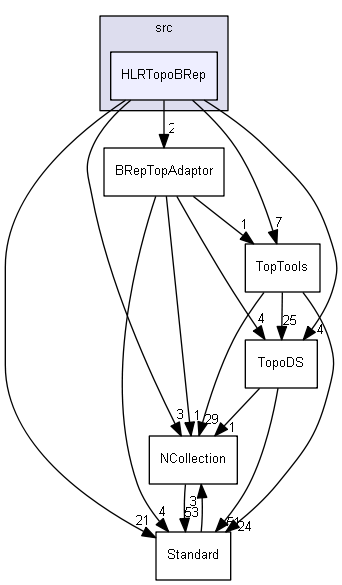 src
HLRTopoBRep
2
BRepTopAdaptor
1
7
TopTools
4
25
4
TopoDS
3
1
29
1
NCollection
21
4
53
3
24
Standard